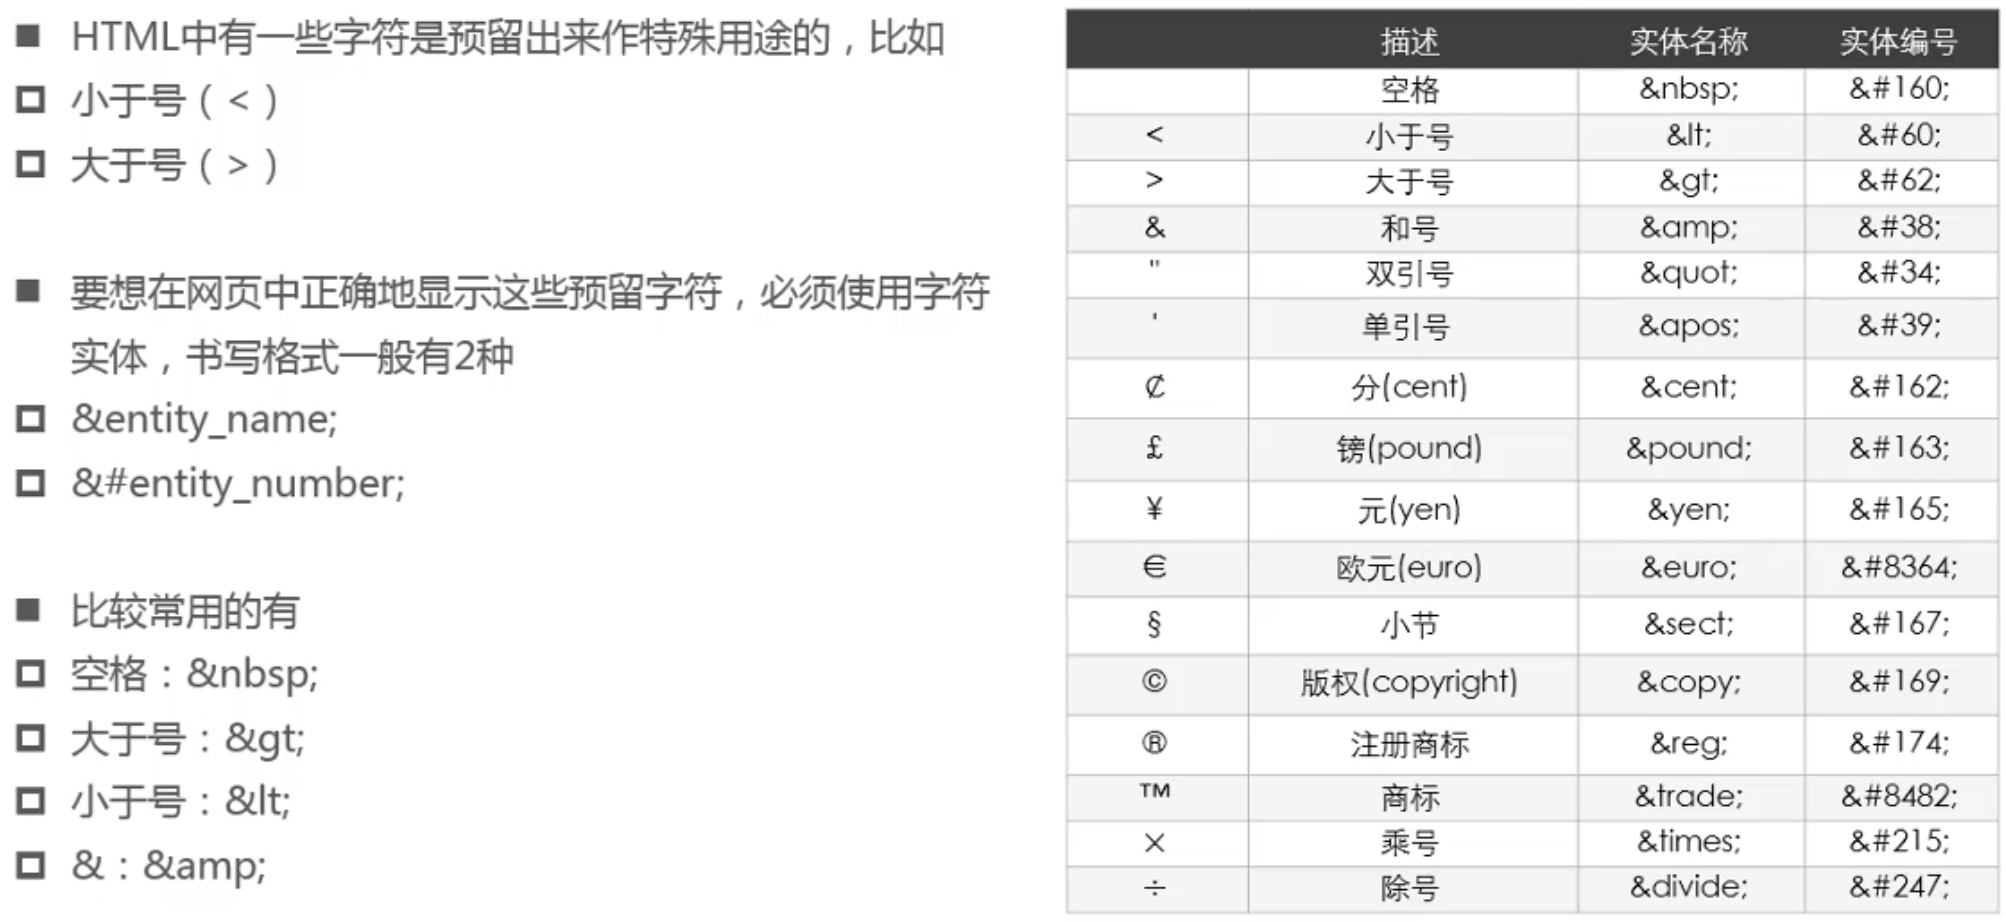 ■ HTML中有一些字符是预留出来作特殊用途的，比如
小于号（<）
大于号（>）
■ 要想在网页中正确地显示这些预留字符，必须使用字符
实体，书写格式一般有2种
&entity_name;
&#entity_number;
■ 比较常用的有
空格：&nbsp;
大于号：&gt;
小于号：&lt;
&：&amp;
描述 实体名称 实体编号
空格 &nbsp; &#160;
< 小于号 &lt; &#60;
> 大于号 &gt; &#62;
& 和号 &amp; &#38;
" 双引号 &quot; &#34;
' 单引号 &apos; &#39;
₡ 分(cent) &cent; &#162;
£ 镑(pound) &pound; &#163;
¥ 元(yen) &yen; &#165;
€ 欧元(euro) &euro; &#8364;
§ 小节 &sect; &#167;
© 版权(copyright) &copy; &#169;
® 注册商标 &reg; &#174;
™ 商标 &trade; &#8482;
× 乘号 &times; &#215;
÷ 除号 &divide; &#247;